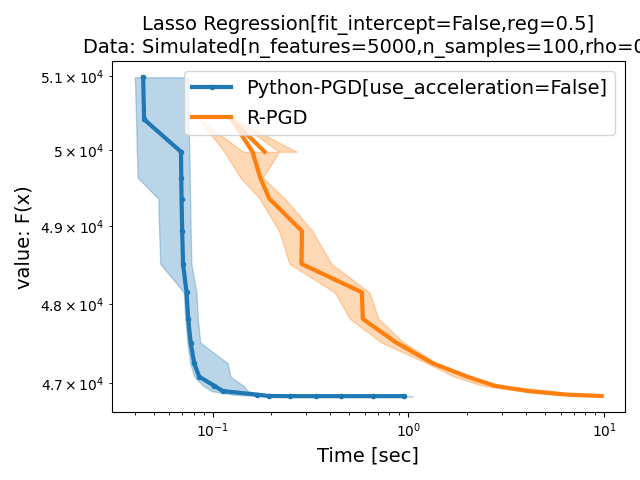 Lasso Regression[fit_intercept=False,reg=0.5]
Data: Simulated[n_features=5000,n_samples=100,rho=0
Python-PGD[use_acceleration=False]
R-PGD
value: F(x)
5.1 × 10⁴
5 × 10⁴
4.9 × 10⁴
4.8 × 10⁴
4.7 × 10⁴
10⁻¹
10⁰
10¹
Time [sec]